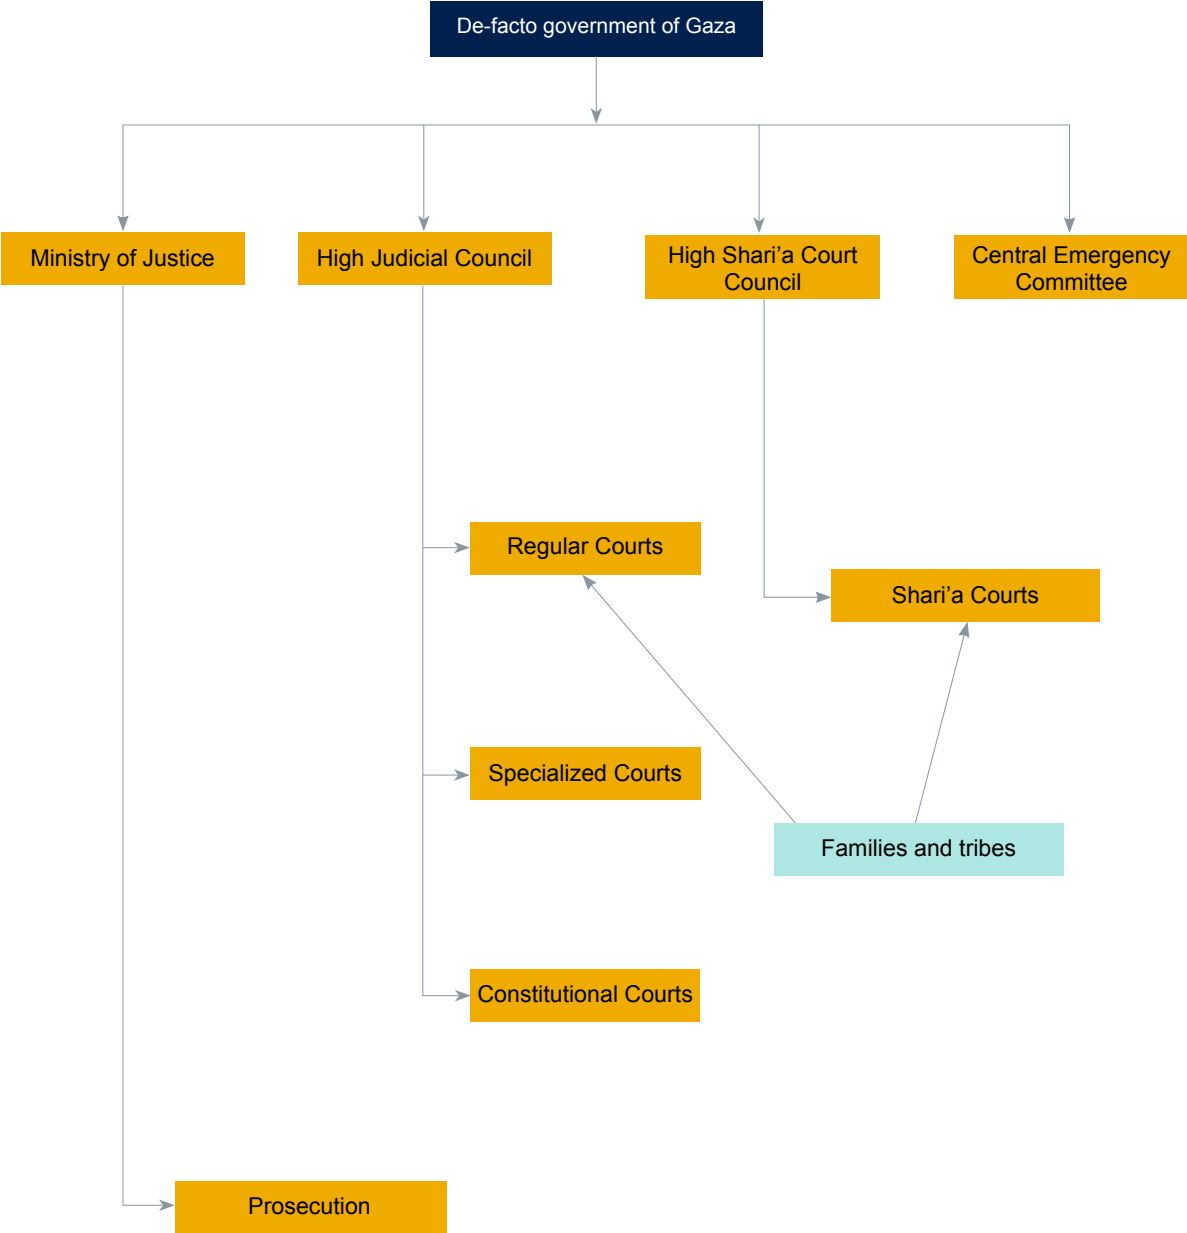 De-facto government of Gaza
Ministry of Justice
High Judicial Council
High Shari’a Court
Council
Central Emergency
Committee
Regular Courts
Shari’a Courts
Specialized Courts
Families and tribes
Constitutional Courts
Prosecution